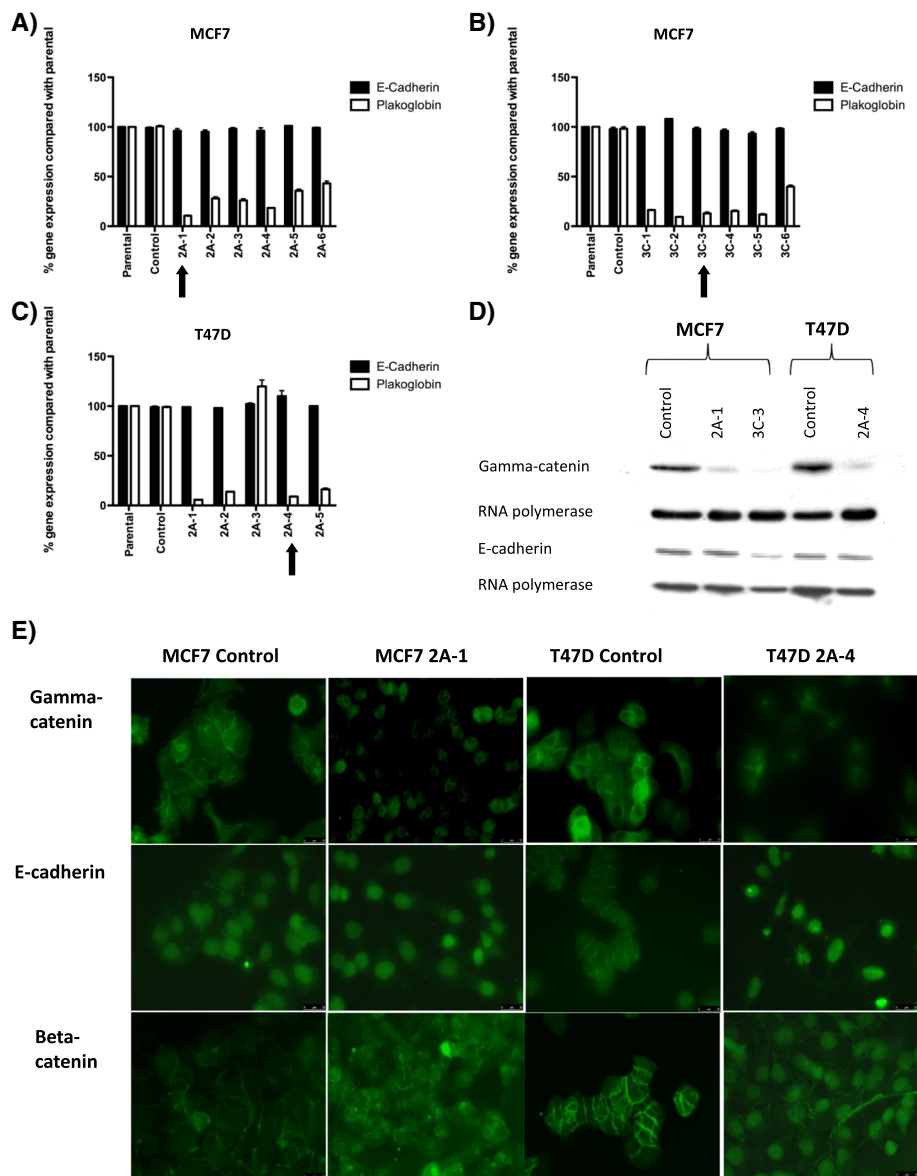 A)
MCF7
% gene expression compared with parental
150
100
50
0
Parental
Control
2A-1
2A-2
2A-3
2A-4
2A-5
2A-6
E-Cadherin
Plakoglobin
B)
MCF7
% gene expression compared with parental
150
100
50
0
Parental
Control
3C-1
3C-2
3C-3
3C-4
3C-5
3C-6
E-Cadherin
Plakoglobin
C)
T47D
% gene expression compared with parental
150
100
50
0
Parental
Control
2A-1
2A-2
2A-3
2A-4
2A-5
E-Cadherin
Plakoglobin
D)
MCF7
T47D
Control
2A-1
3C-3
Control
2A-4
Gamma-catenin
RNA polymerase
E-cadherin
RNA polymerase
E)
MCF7 Control
MCF7 2A-1
T47D Control
T47D 2A-4
Gamma-
catenin
E-cadherin
Beta-
catenin